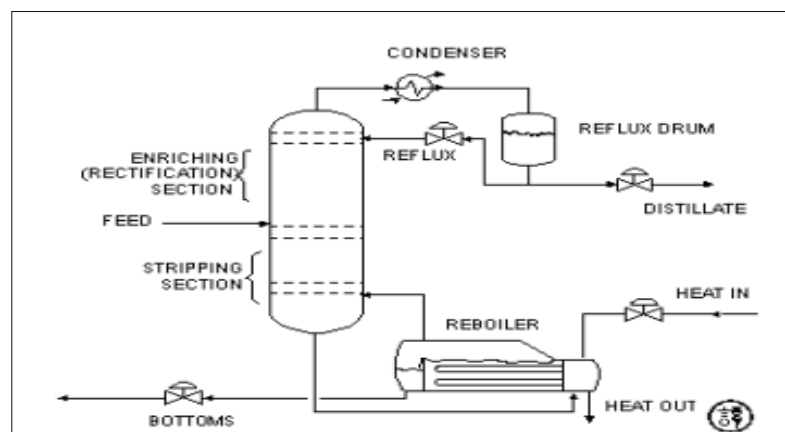 CONDENSER
REFLUX DRUM
ENRICHING
(RECTIFICATION)
SECTION
REFLUX
FEED
DISTILLATE
STRIPPING
SECTION
HEAT IN
REBOILER
HEAT OUT
BOTTOMS